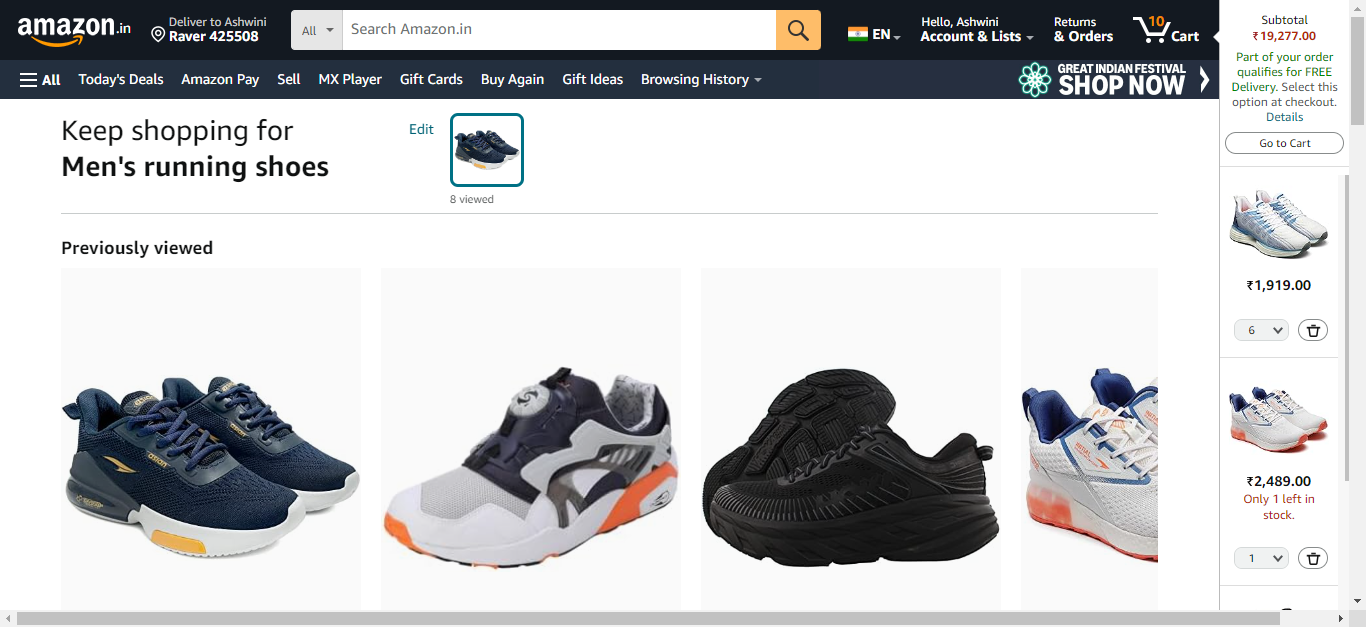 amazon.in
Deliver to Ashwini
Raver 425508
All
Search Amazon.in
EN
Hello, Ashwini
Account & Lists
Returns
& Orders
10
Cart
All
Today's Deals
Amazon Pay
Sell
MX Player
Gift Cards
Buy Again
Gift Ideas
Browsing History
GREAT INDIAN FESTIVAL
SHOP NOW
Keep shopping for
Men's running shoes
Edit
8 viewed
Previously viewed
Subtotal
₹19,277.00
Part of your order
qualifies for FREE
Delivery. Select this
option at checkout.
Details
Go to Cart
₹1,919.00
6
₹2,489.00
Only 1 left in
stock.
1